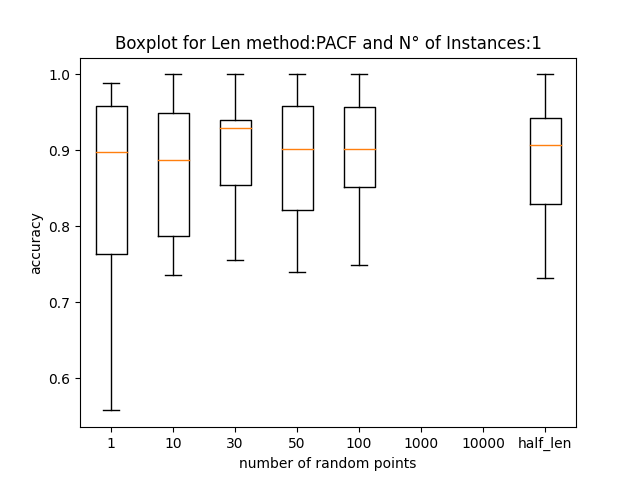 Boxplot for Len method:PACF and N° of Instances:1
1.0
0.9
0.8
0.7
0.6
accuracy
1 10 30 50 100 1000 10000 half_len
number of random points